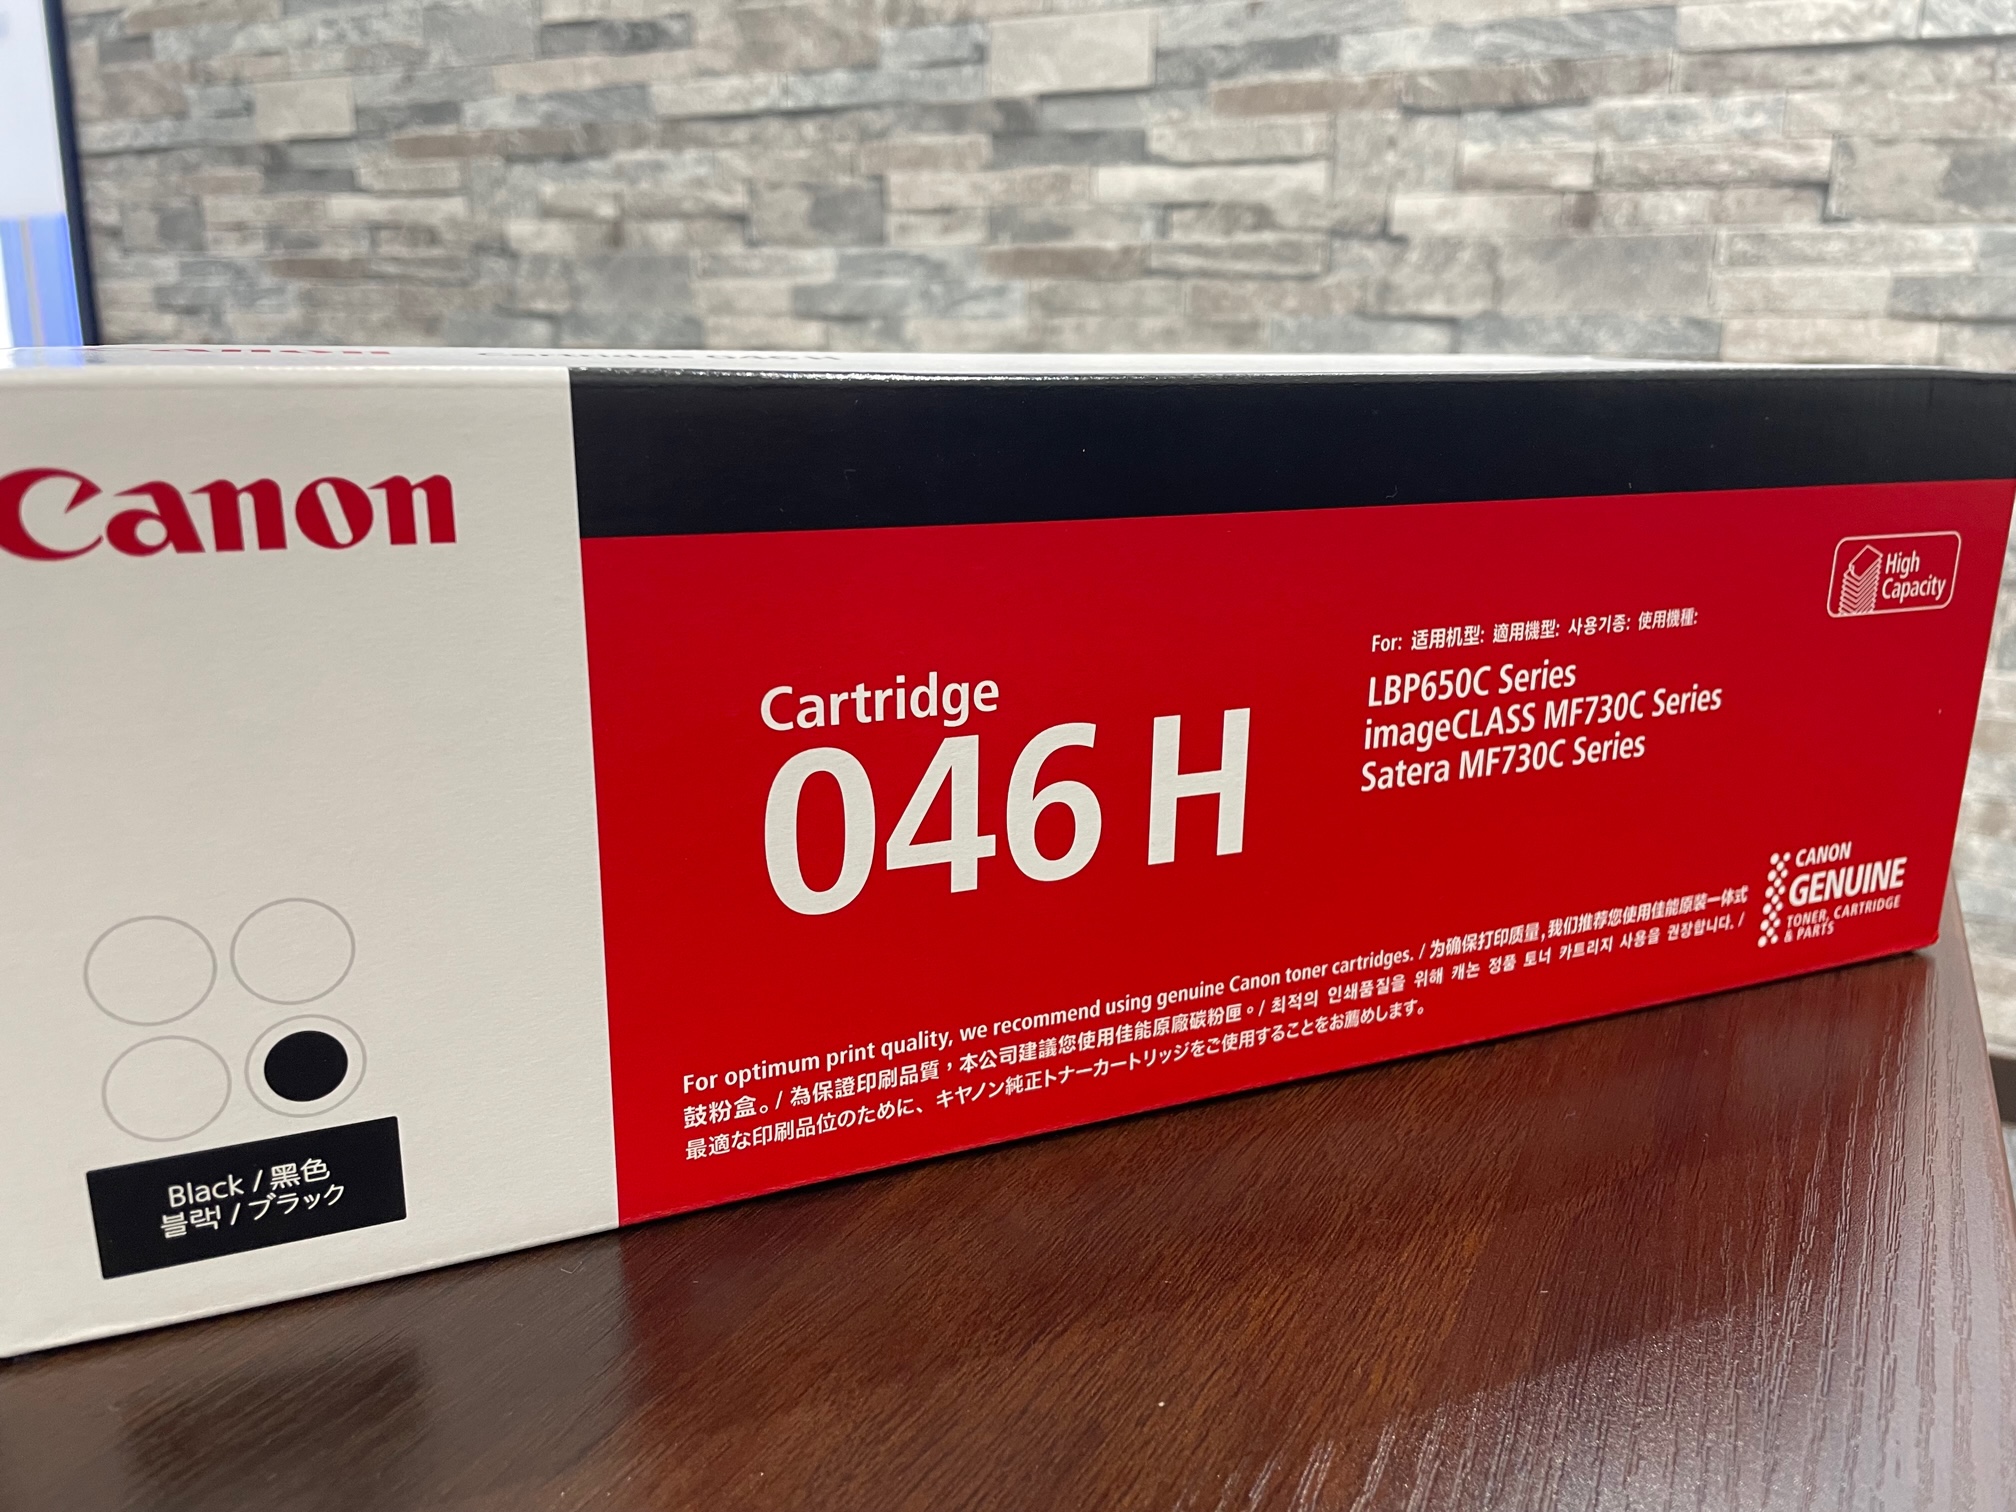 Cartridge 046 H
Canon
High
Capacity
For: 适用机型: 適用機型: 사용기종: 使用機種:
LBP650C Series
imageCLASS MF730C Series
Satera MF730C Series
Cartridge
046 H
CANON
GENUINE
TONER, CARTRIDGE
& PARTS
For optimum print quality, we recommend using genuine Canon toner cartridges. / 为确保打印质量,我们推荐您使用佳能原装一体式
鼓粉盒。/ 為保證印刷品質，本公司建議您使用佳能原廠碳粉匣。/ 최적의 인쇄품질을 위해 캐논 정품 토너 카트리지 사용을 권장합니다. /
最適な印刷品位のために、キヤノン純正トナーカートリッジをご使用することをお薦めします。
Black / 黑色
블랙 / ブラック